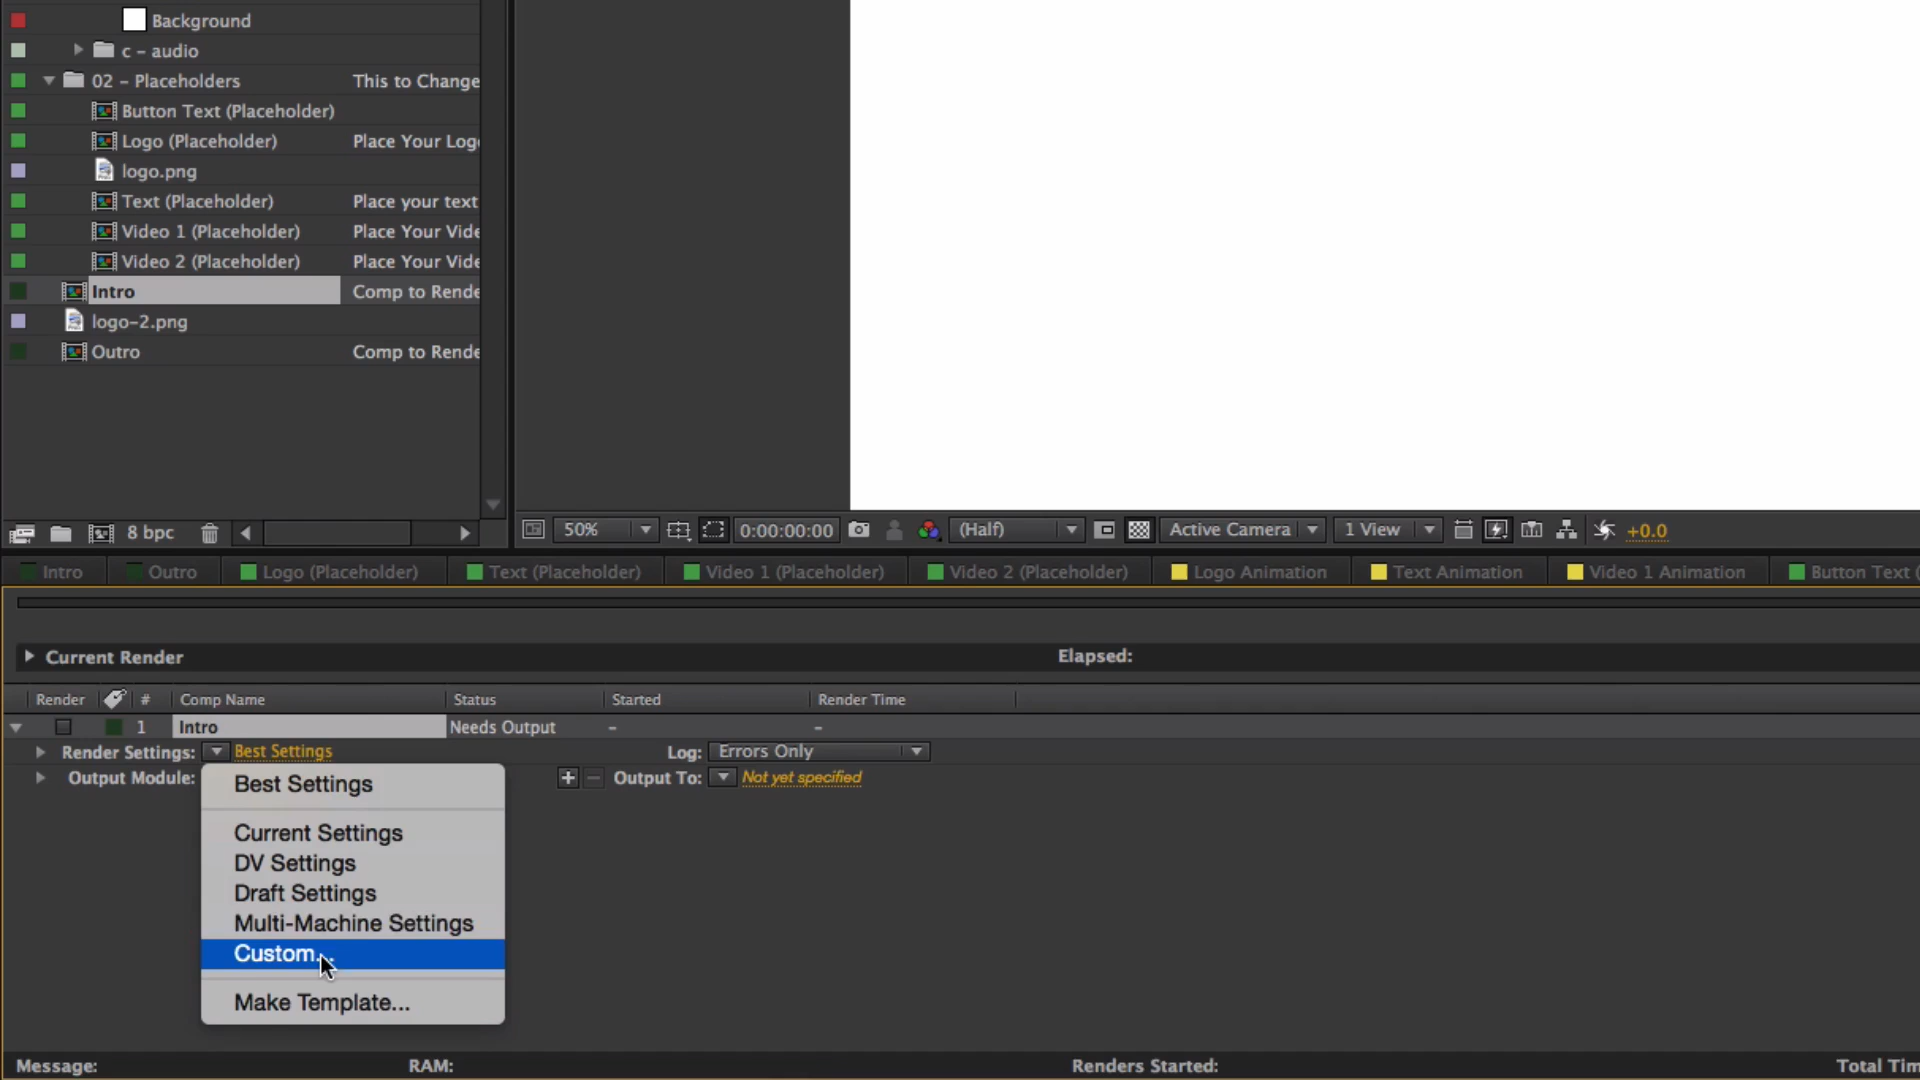 Background
c – audio
02 – Placeholders This to Change
Button Text (Placeholder)
Logo (Placeholder) Place Your Log
logo.png
Text (Placeholder) Place your text
Video 1 (Placeholder) Place Your Vide
Video 2 (Placeholder) Place Your Vide
Intro Comp to Rende
logo-2.png
Outro Comp to Rende
8 bpc 50% 0:00:00:00 (Half) Active Camera 1 View +0.0
Intro Outro Logo (Placeholder) Text (Placeholder) Video 1 (Placeholder) Video 2 (Placeholder) Logo Animation Text Animation Video 1 Animation Button Text (
Current Render Elapsed:
Render # Comp Name Status Started Render Time
1 Intro Needs Output – –
Render Settings: Best Settings Log: Errors Only
Output Module: Output To: Not yet specified
Best Settings
Current Settings
DV Settings
Draft Settings
Multi-Machine Settings
Custom...
Make Template...
Message: RAM: Renders Started: Total Tim